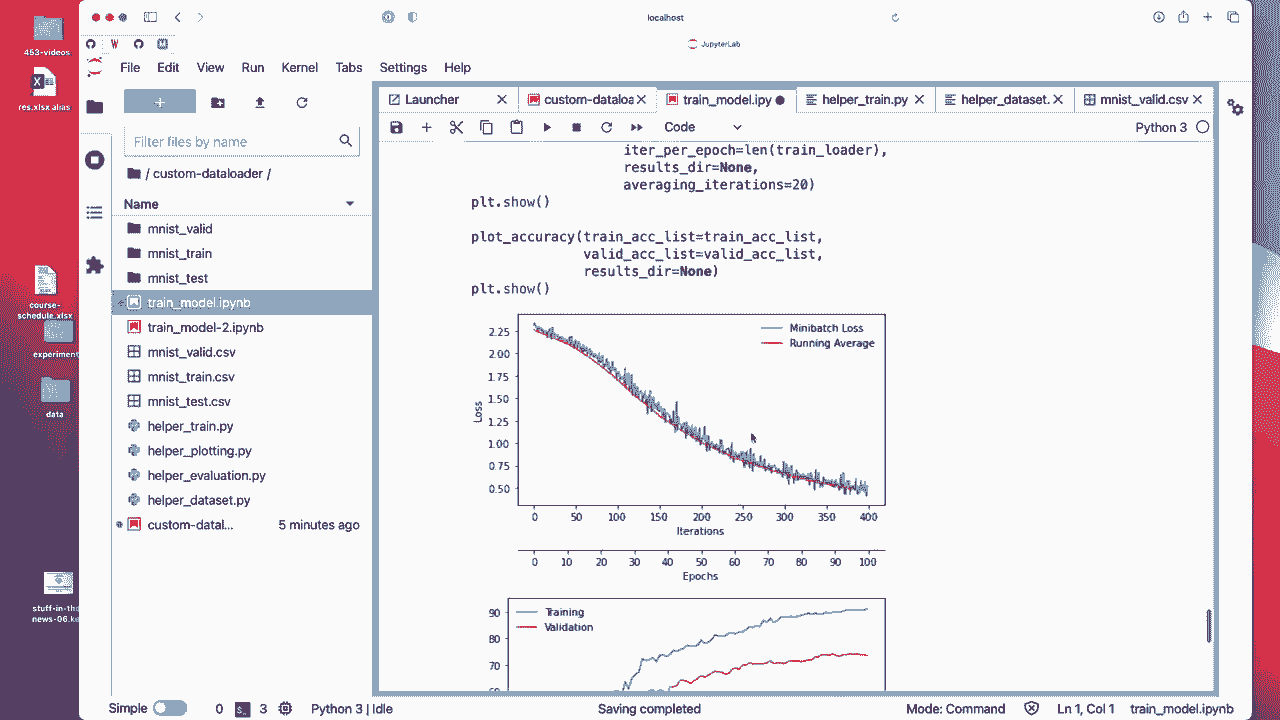 localhost
JupyterLab
File Edit View Run Kernel Tabs Settings Help
453-videos
res.xlsx alias
course-schedule.xlsx
experiment
data
stuff-in-th
news-06.ke
Filter files by name
/ custom-dataloader /
Name
mnist_valid
mnist_train
mnist_test
train_model.ipynb
train_model-2.ipynb
mnist_valid.csv
mnist_train.csv
mnist_test.csv
helper_train.py
helper_plotting.py
helper_evaluation.py
helper_dataset.py
custom-datal... 5 minutes ago
Launcher custom-dataloa train_model.ipy helper_train.py helper_dataset. mnist_valid.csv
Code Python 3
iter_per_epoch=len(train_loader),
results_dir=None,
averaging_iterations=20)
plt.show()
plot_accuracy(train_acc_list=train_acc_list,
valid_acc_list=valid_acc_list,
results_dir=None)
plt.show()
Minibatch Loss
Running Average
Loss
2.25
2.00
1.75
1.50
1.25
1.00
0.75
0.50
0 50 100 150 200 250 300 350 400
Iterations
0 10 20 30 40 50 60 70 80 90 100
Epochs
Training
Validation
90
80
70
60
Simple 0 3 Python 3 | Idle Saving completed Mode: Command Ln 1, Col 1 train_model.ipynb